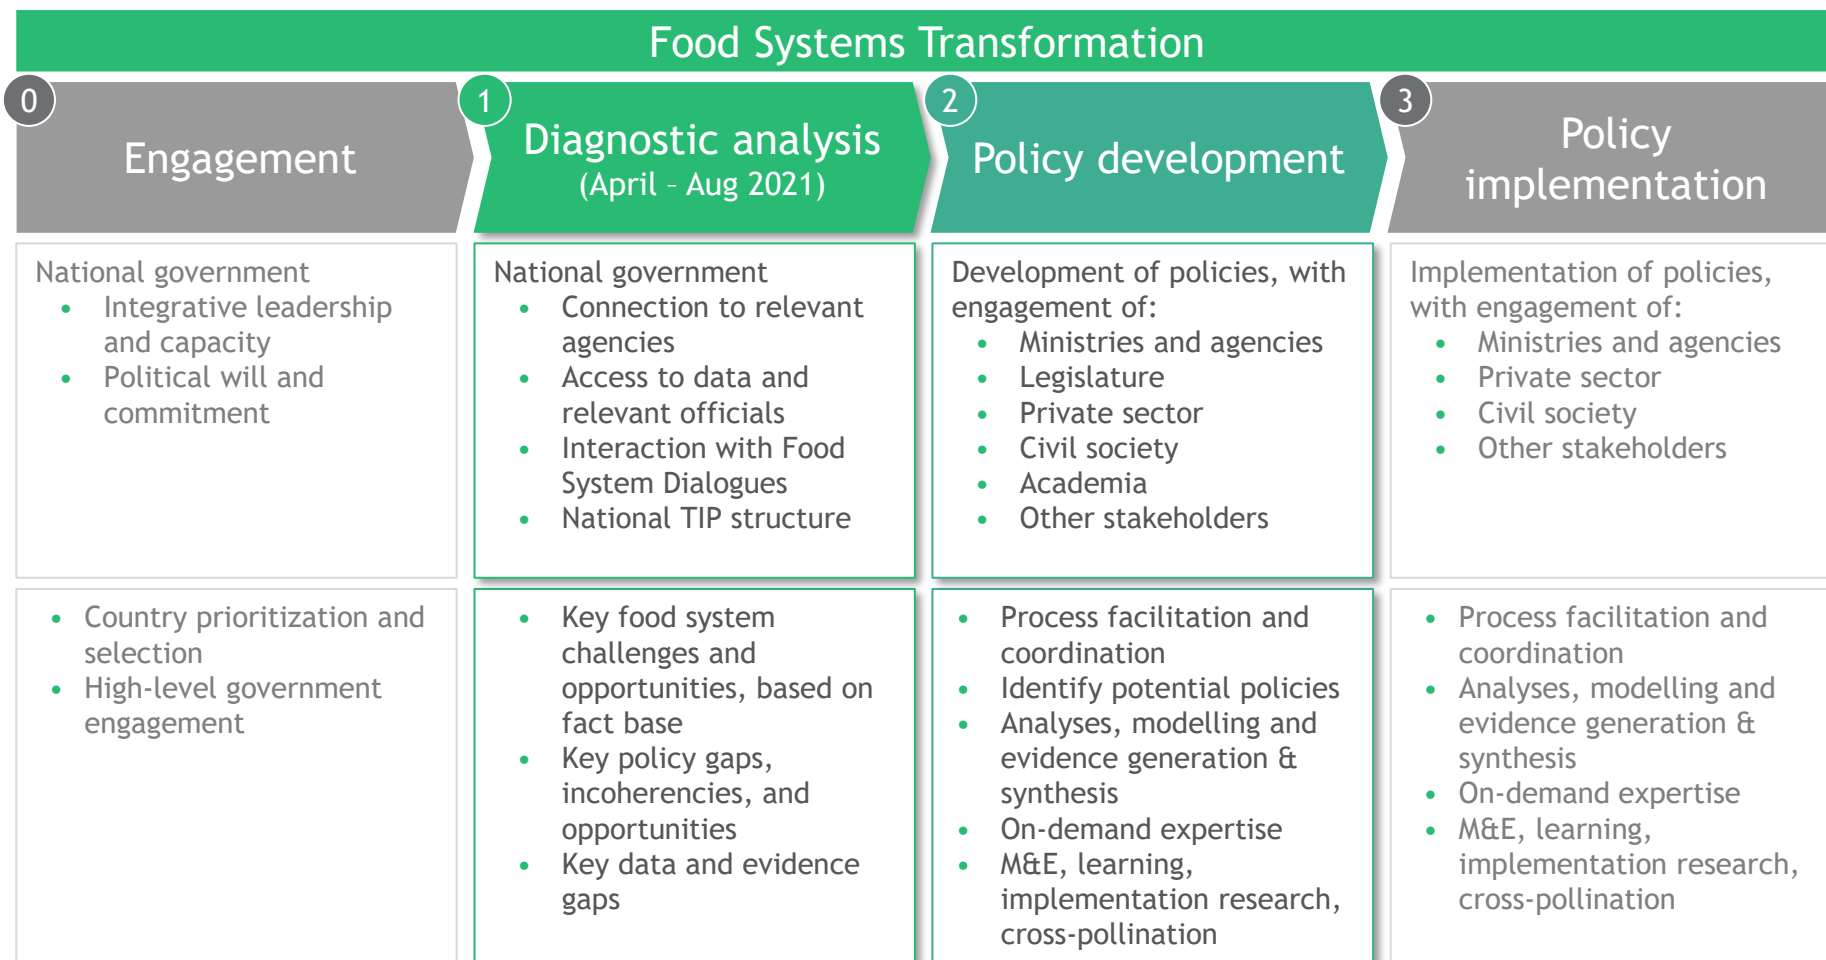 Food Systems Transformation
0
Engagement
1
Diagnostic analysis
(April – Aug 2021)
2
Policy development
3
Policy
implementation
National government
• Integrative leadership
and capacity
• Political will and
commitment
National government
• Connection to relevant
agencies
• Access to data and
relevant officials
• Interaction with Food
System Dialogues
• National TIP structure
Development of policies, with
engagement of:
• Ministries and agencies
• Legislature
• Private sector
• Civil society
• Academia
• Other stakeholders
Implementation of policies,
with engagement of:
• Ministries and agencies
• Private sector
• Civil society
• Other stakeholders
• Country prioritization and
selection
• High-level government
engagement
• Key food system
challenges and
opportunities, based on
fact base
• Key policy gaps,
incoherencies, and
opportunities
• Key data and evidence
gaps
• Process facilitation and
coordination
• Identify potential policies
• Analyses, modelling and
evidence generation &
synthesis
• On-demand expertise
• M&E, learning,
implementation research,
cross-pollination
• Process facilitation and
coordination
• Analyses, modelling and
evidence generation &
synthesis
• On-demand expertise
• M&E, learning,
implementation research,
cross-pollination